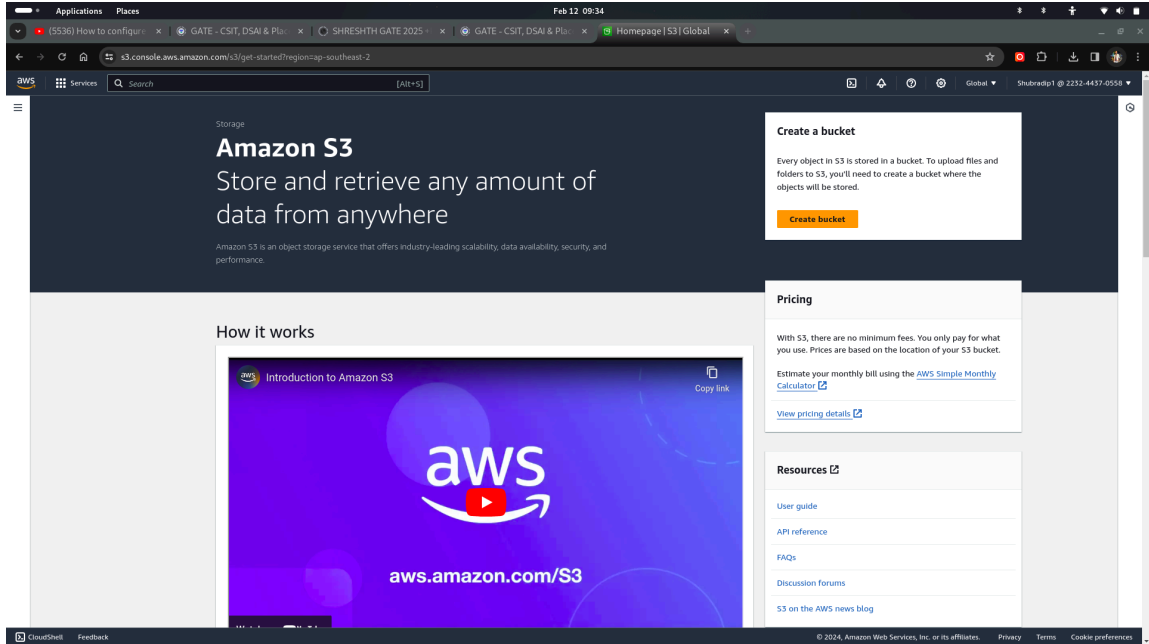 Applications Places Feb 12 09:34
(5536) How to configure × GATE - CSIT, DSAI & Plac × SHRESHTH GATE 2025 × GATE - CSIT, DSAI & Plac × Homepage | S3 | Global × +
s3.console.aws.amazon.com/s3/get-started?region=ap-southeast-2
aws Services Search [Alt+S] Global ▼ Shubradip1 @ 2232-4437-0558 ▼
Storage
Amazon S3
Store and retrieve any amount of
data from anywhere
Amazon S3 is an object storage service that offers industry-leading scalability, data availability, security, and
performance.
Create a bucket
Every object in S3 is stored in a bucket. To upload files and
folders to S3, you'll need to create a bucket where the
objects will be stored.
Create bucket
Pricing
With S3, there are no minimum fees. You only pay for what
you use. Prices are based on the location of your S3 bucket.
Estimate your monthly bill using the AWS Simple Monthly
Calculator
View pricing details
How it works
aws Introduction to Amazon S3
Copy link
aws
aws.amazon.com/S3
Resources
User guide
API reference
FAQs
Discussion forums
S3 on the AWS news blog
CloudShell Feedback © 2024, Amazon Web Services, Inc. or its affiliates. Privacy Terms Cookie preferences